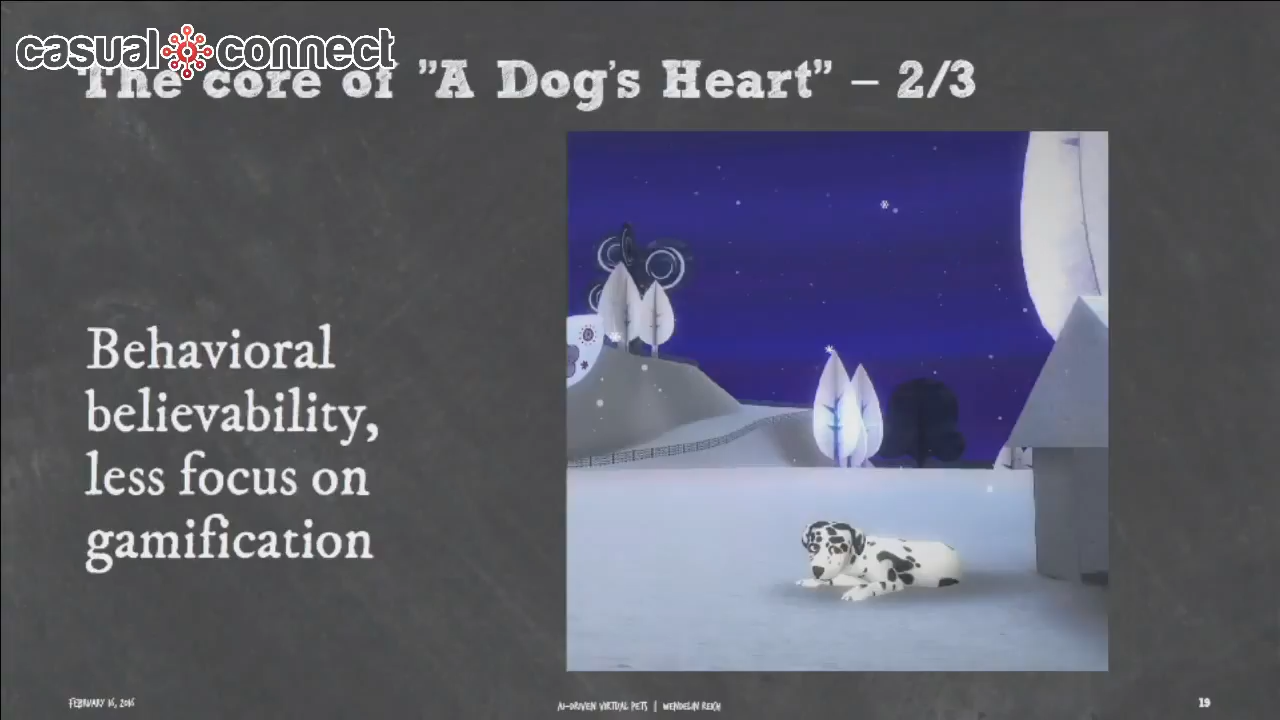 casual connect
The core of "A Dog's Heart" – 2/3
Behavioral
believability,
less focus on
gamification
FEBRUARY 16, 2016
AI-DRIVEN VIRTUAL PETS | WENDELIN REICH
19